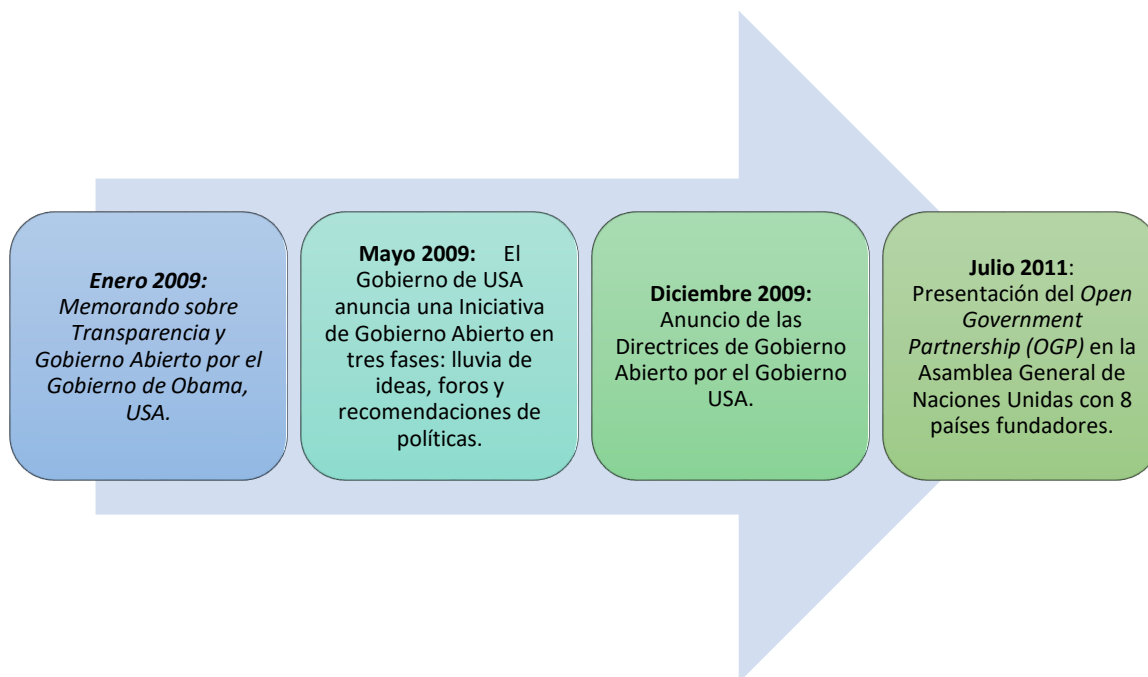 Enero 2009:
Memorando sobre
Transparencia y
Gobierno Abierto por el
Gobierno de Obama,
USA.
Mayo 2009: El
Gobierno de USA
anuncia una Iniciativa
de Gobierno Abierto en
tres fases: lluvia de
ideas, foros y
recomendaciones de
políticas.
Diciembre 2009:
Anuncio de las
Directrices de Gobierno
Abierto por el Gobierno
USA.
Julio 2011:
Presentación del Open
Government
Partnership (OGP) en la
Asamblea General de
Naciones Unidas con 8
países fundadores.